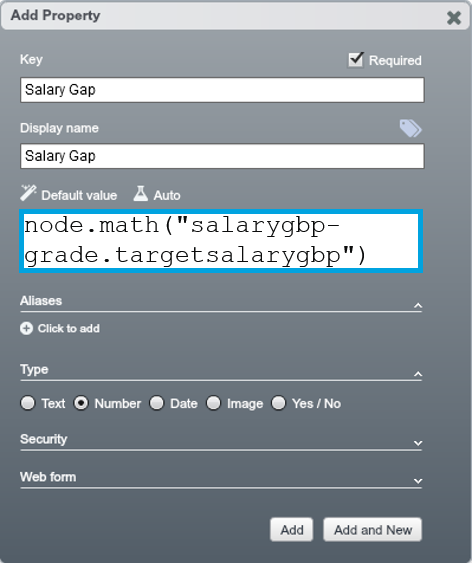 Add Property
Key
Required
Salary Gap
Display name
Salary Gap
Default value Auto
node.math("salarygbp-
grade.targetsalarygbp")
Aliases
Click to add
Type
Text Number Date Image Yes / No
Security
Web form
Add Add and New